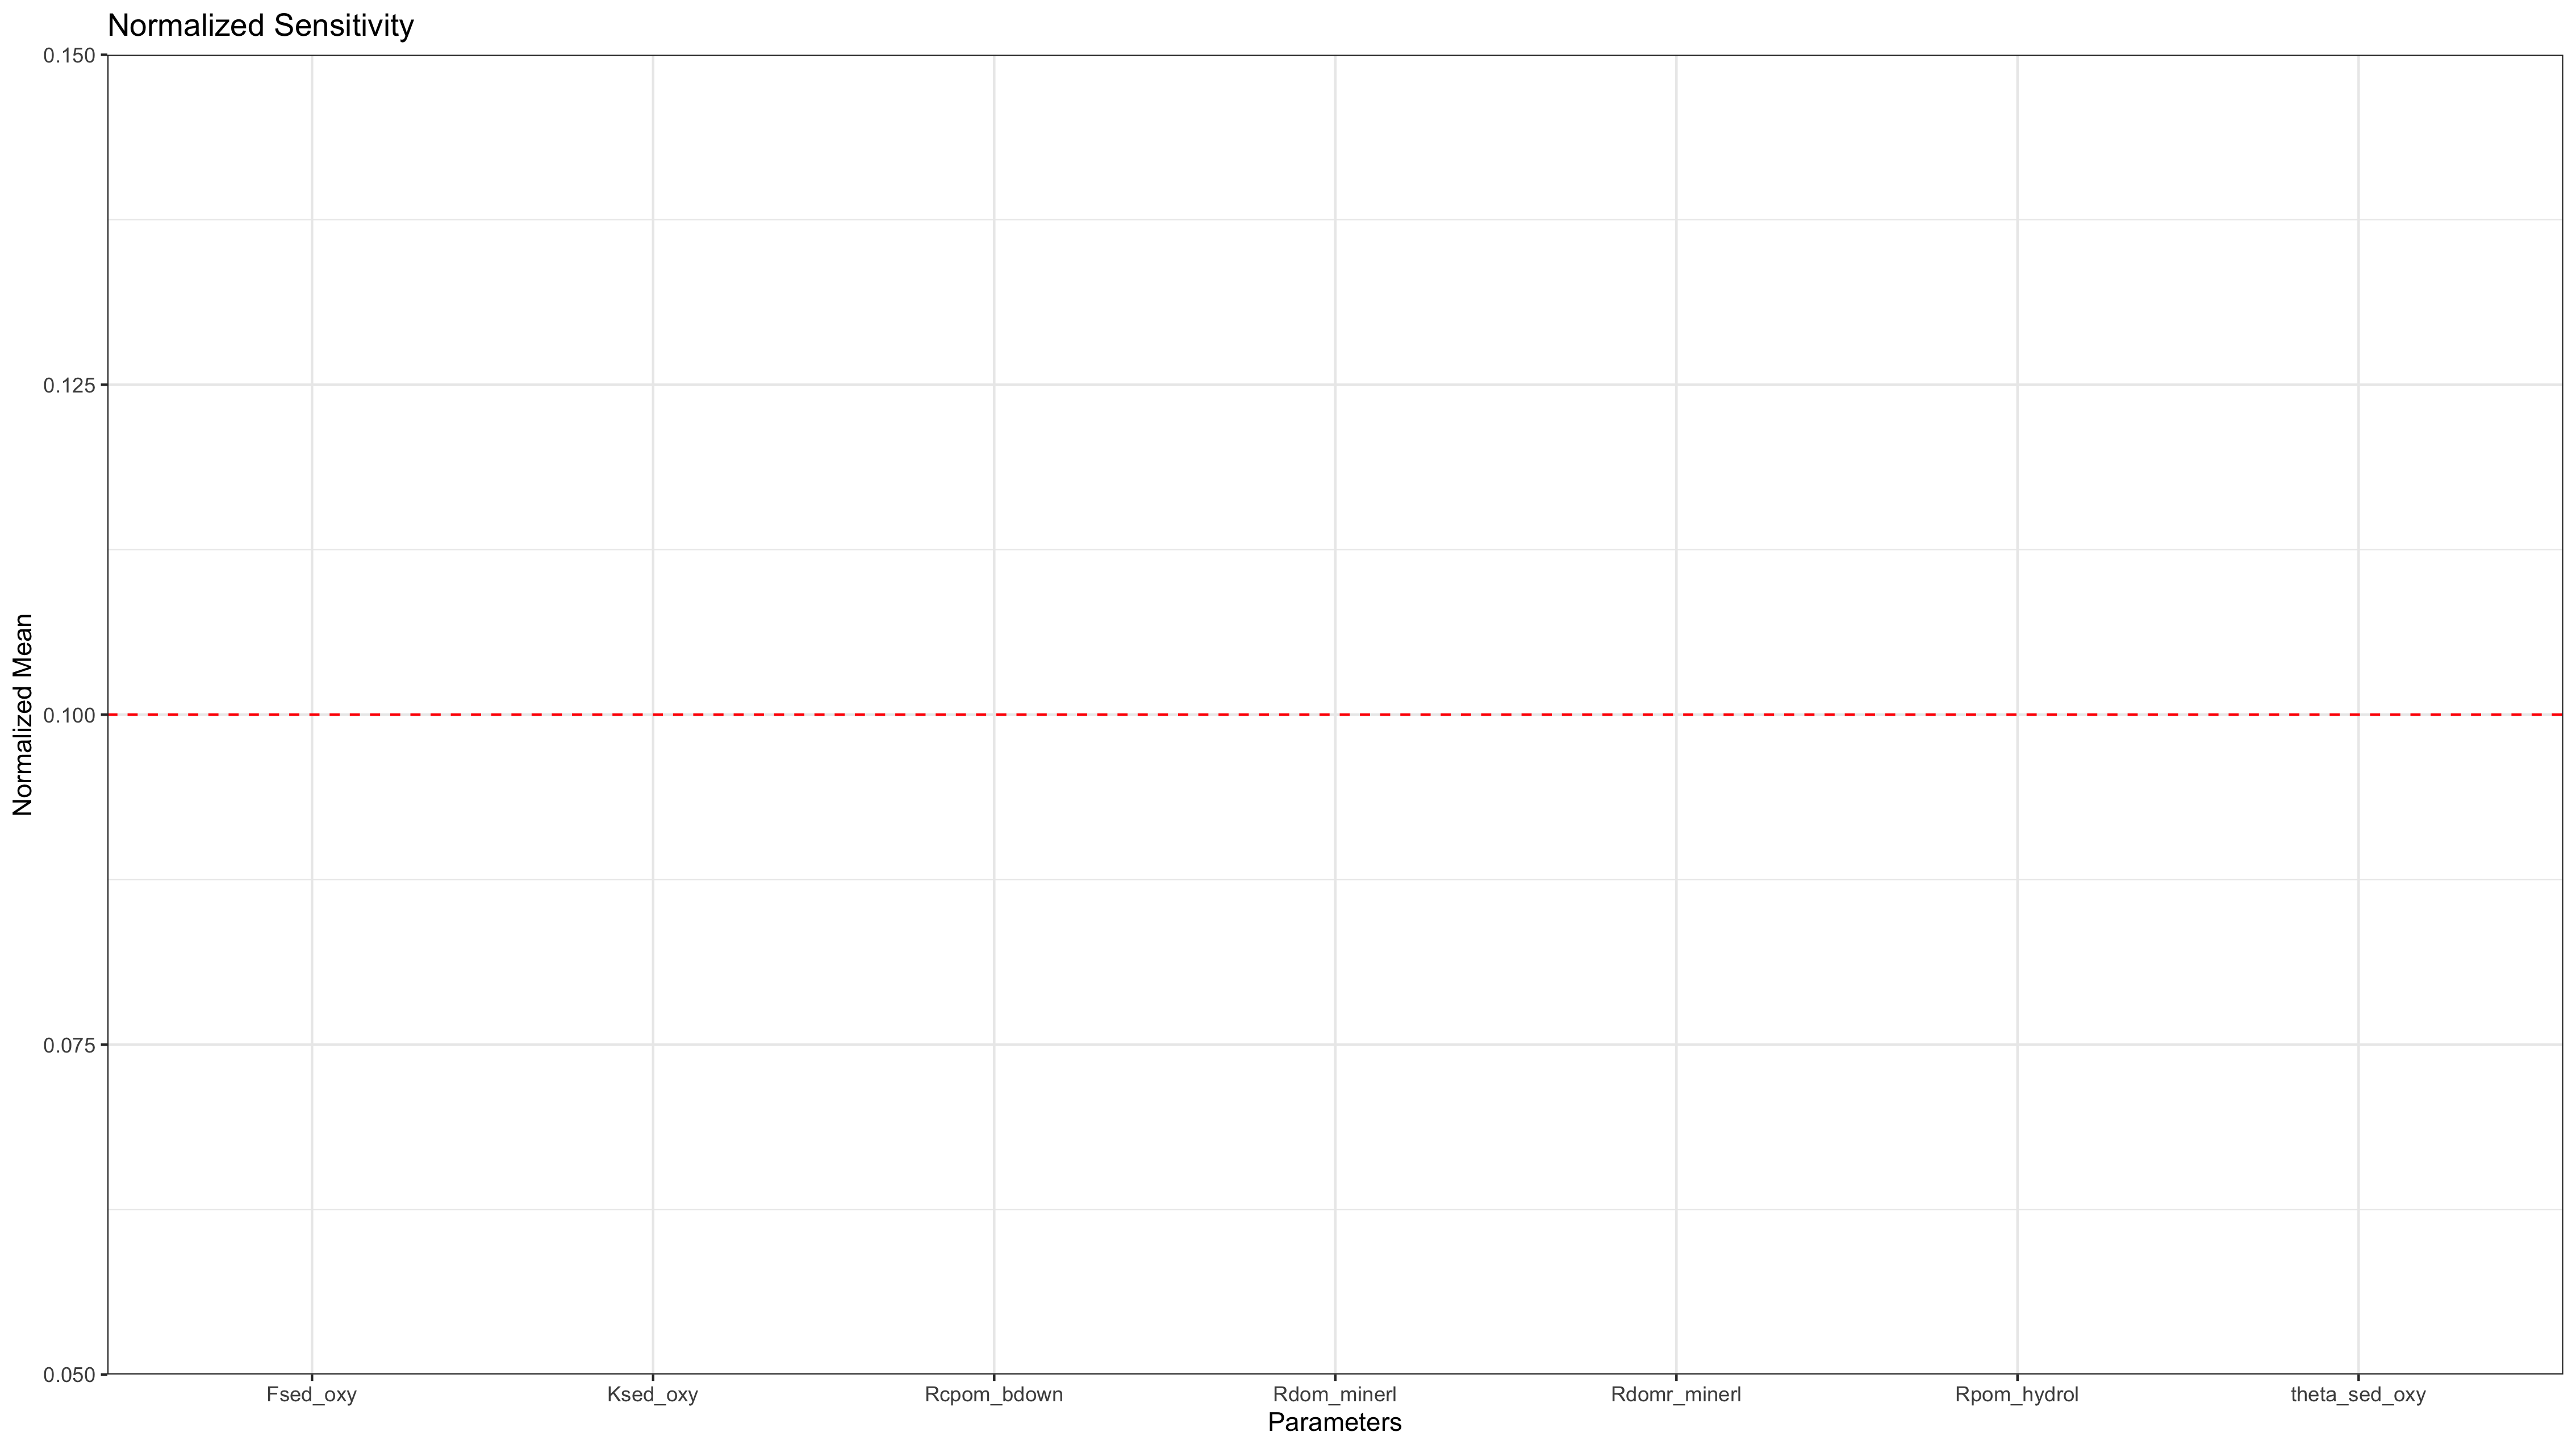 Normalized Sensitivity
0.150
0.125
0.100
0.075
0.050
Normalized Mean
Fsed_oxy Ksed_oxy Rcpom_bdown Rdom_minerl Rdomr_minerl Rpom_hydrol theta_sed_oxy
Parameters